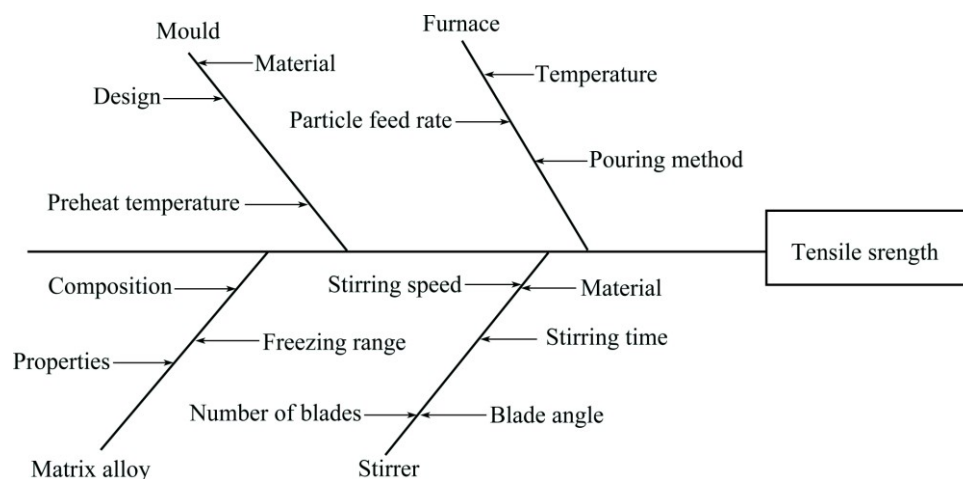 Mould
Furnace
Material
Design
Temperature
Particle feed rate
Pouring method
Preheat temperature
Tensile srength
Composition
Freezing range
Properties
Matrix alloy
Stirring speed
Material
Stirring time
Number of blades
Blade angle
Stirrer